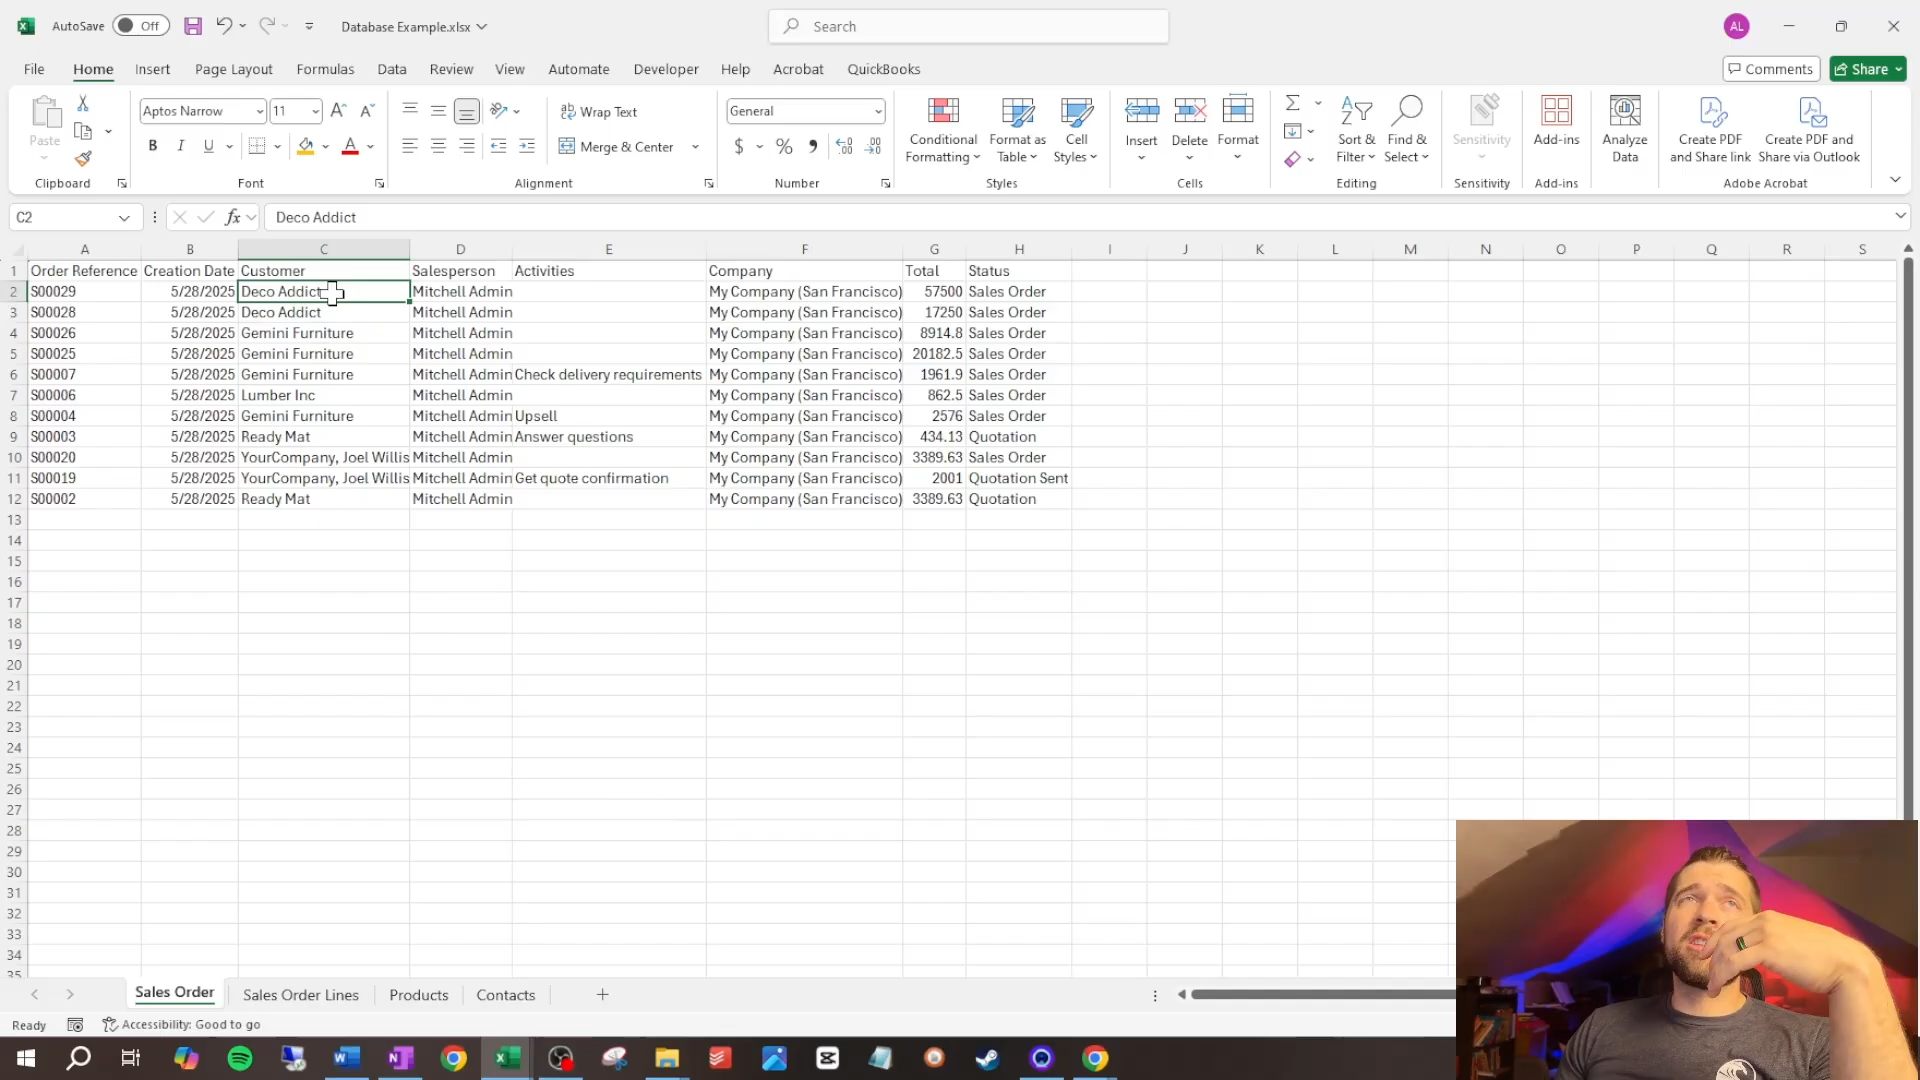 AutoSave Off Database Example.xlsx Search AL
File Home Insert Page Layout Formulas Data Review View Automate Developer Help Acrobat QuickBooks Comments Share
Paste Aptos Narrow 11 Wrap Text General Conditional Formatting Format as Table Cell Styles Insert Delete Format Sort & Filter Find & Select Sensitivity Add-ins Analyze Data Create PDF and Share link Create PDF and Share via Outlook
B I U Merge & Center $ %
Clipboard Font Alignment Number Styles Cells Editing Sensitivity Add-ins Adobe Acrobat
C2 fx Deco Addict
A B C D E F G H I J K L M N O P Q R S
1 Order Reference Creation Date Customer Salesperson Activities Company Total Status
2 S00029 5/28/2025 Deco Addict Mitchell Admin My Company (San Francisco) 57500 Sales Order
3 S00028 5/28/2025 Deco Addict Mitchell Admin My Company (San Francisco) 17250 Sales Order
4 S00026 5/28/2025 Gemini Furniture Mitchell Admin My Company (San Francisco) 8914.8 Sales Order
5 S00025 5/28/2025 Gemini Furniture Mitchell Admin My Company (San Francisco) 20182.5 Sales Order
6 S00007 5/28/2025 Gemini Furniture Mitchell Admin Check delivery requirements My Company (San Francisco) 1961.9 Sales Order
7 S00006 5/28/2025 Lumber Inc Mitchell Admin My Company (San Francisco) 862.5 Sales Order
8 S00004 5/28/2025 Gemini Furniture Mitchell Admin Upsell My Company (San Francisco) 2576 Sales Order
9 S00003 5/28/2025 Ready Mat Mitchell Admin Answer questions My Company (San Francisco) 434.13 Quotation
10 S00020 5/28/2025 YourCompany, Joel Willis Mitchell Admin My Company (San Francisco) 3389.63 Sales Order
11 S00019 5/28/2025 YourCompany, Joel Willis Mitchell Admin Get quote confirmation My Company (San Francisco) 2001 Quotation Sent
12 S00002 5/28/2025 Ready Mat Mitchell Admin My Company (San Francisco) 3389.63 Quotation
13
14
15
16
17
18
19
20
21
22
23
24
25
26
27
28
29
30
31
32
33
34
35
Sales Order Sales Order Lines Products Contacts
Ready Accessibility: Good to go